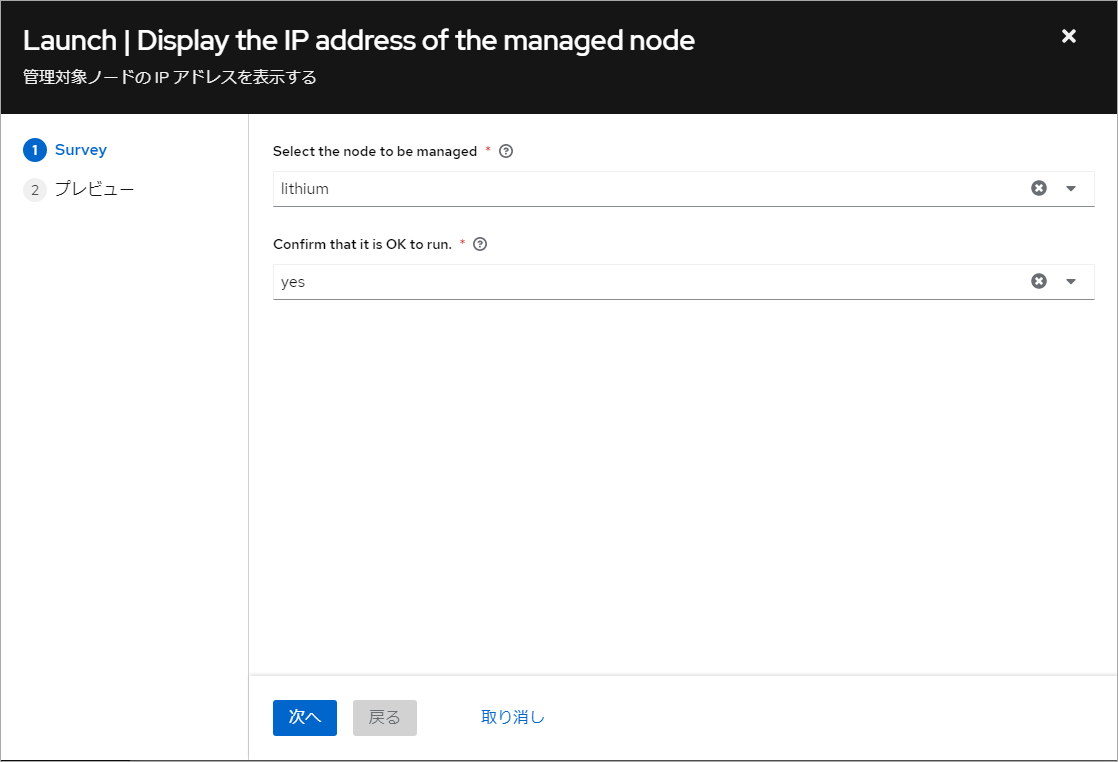 Launch | Display the IP address of the managed node
管理対象ノードの IP アドレスを表示する
1 Survey
2 プレビュー
Select the node to be managed *
lithium
Confirm that it is OK to run. *
yes
次へ 戻る 取り消し